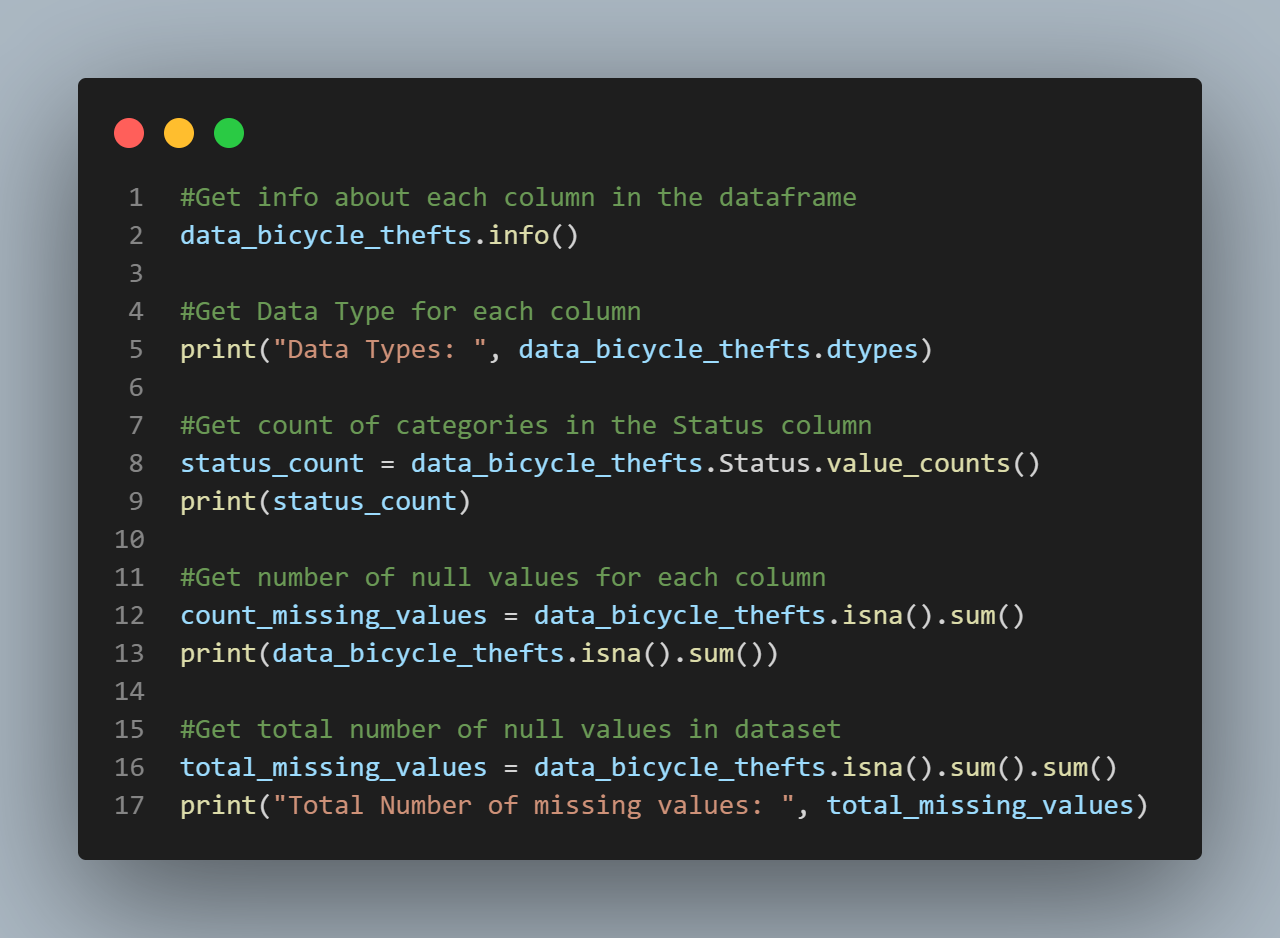 1 #Get info about each column in the dataframe
2 data_bicycle_thefts.info()
3
4 #Get Data Type for each column
5 print("Data Types: ", data_bicycle_thefts.dtypes)
6
7 #Get count of categories in the Status column
8 status_count = data_bicycle_thefts.Status.value_counts()
9 print(status_count)
10
11 #Get number of null values for each column
12 count_missing_values = data_bicycle_thefts.isna().sum()
13 print(data_bicycle_thefts.isna().sum())
14
15 #Get total number of null values in dataset
16 total_missing_values = data_bicycle_thefts.isna().sum().sum()
17 print("Total Number of missing values: ", total_missing_values)